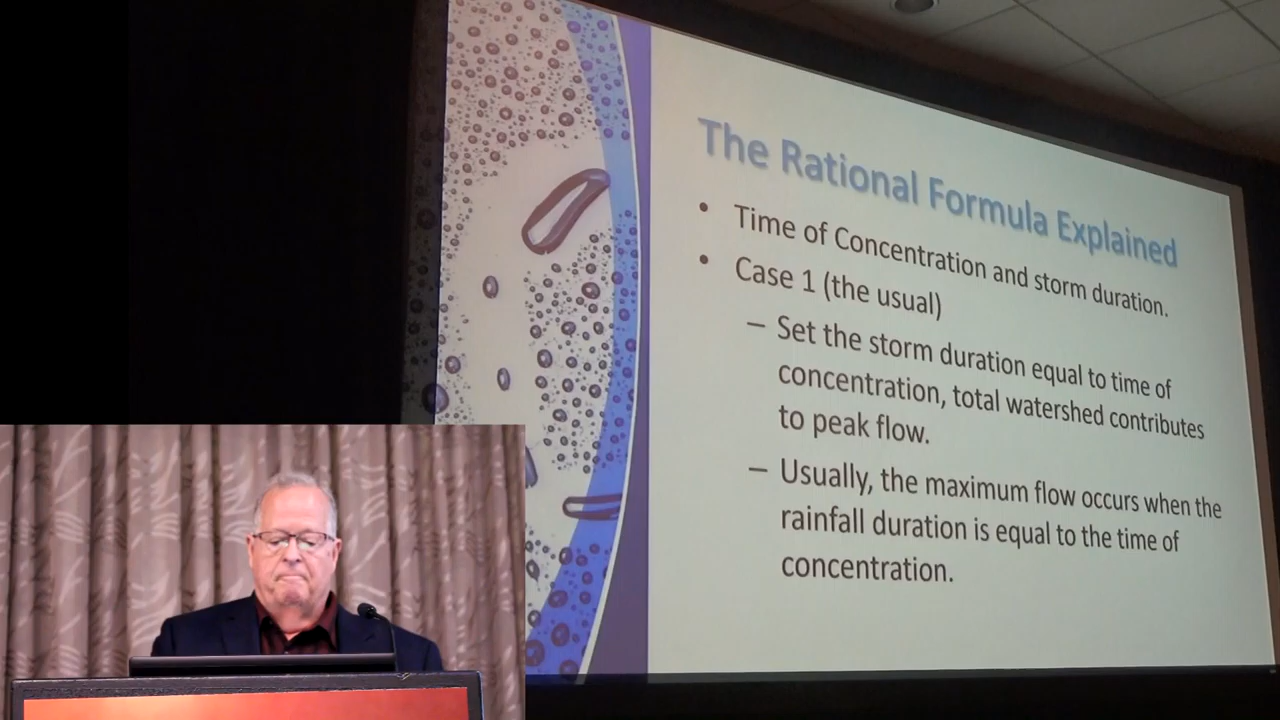 The Rational Formula Explained
• Time of Concentration and storm duration.
• Case 1 (the usual)
– Set the storm duration equal to time of
concentration, total watershed contributes
to peak flow.
– Usually, the maximum flow occurs when the
rainfall duration is equal to the time of
concentration.